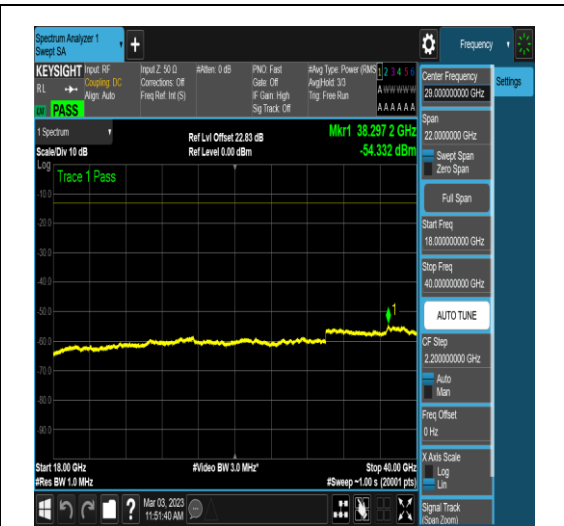 Spectrum Analyzer 1
Swept SA
Frequency
KEYSIGHT
RL
LXI
PASS
Input: RF
Coupling: DC
Align: Auto
Input Z: 50 Ω
Corrections: Off
Freq Ref: Int (S)
#Atten: 0 dB
PNO: Fast
Gate: Off
IF Gain: High
Sig Track: Off
#Avg Type: Power (RMS)
Avg|Hold: 3/3
Trig: Free Run
1 2 3 4 5 6
A W W W W W
A A A A A A
1 Spectrum
Scale/Div 10 dB
Ref Lvl Offset 22.83 dB
Ref Level 0.00 dBm
Mkr1 38.297 2 GHz
-54.332 dBm
Log
Trace 1 Pass
-10.0
-20.0
-30.0
-40.0
-50.0
-60.0
-70.0
-80.0
-90.0
1
Start 18.00 GHz
#Res BW 1.0 MHz
#Video BW 3.0 MHz*
Stop 40.00 GHz
#Sweep ~1.00 s (20001 pts)
?
Mar 03, 2023
11:51:40 AM
Center Frequency
29.000000000 GHz
Settings
Span
22.0000000 GHz
Swept Span
Zero Span
Full Span
Start Freq
18.000000000 GHz
Stop Freq
40.000000000 GHz
AUTO TUNE
CF Step
2.200000000 GHz
Auto
Man
Freq Offset
0 Hz
X Axis Scale
Log
Lin
Signal Track
(Span Zoom)